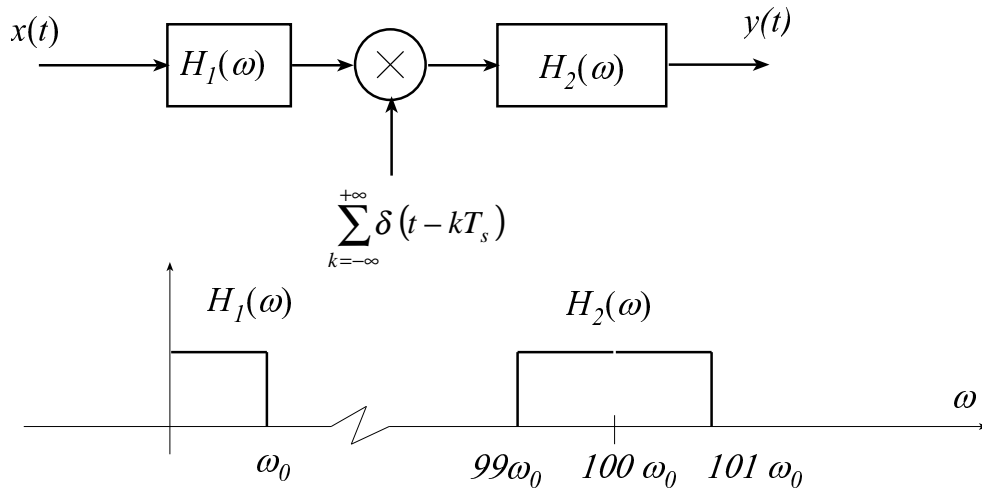 x(t)
H₁(ω)
×
H₂(ω)
y(t)
+∞
∑ δ (t − kTₛ)
k=−∞
H₁(ω)
H₂(ω)
ω
ω₀
99ω₀
100 ω₀
101 ω₀